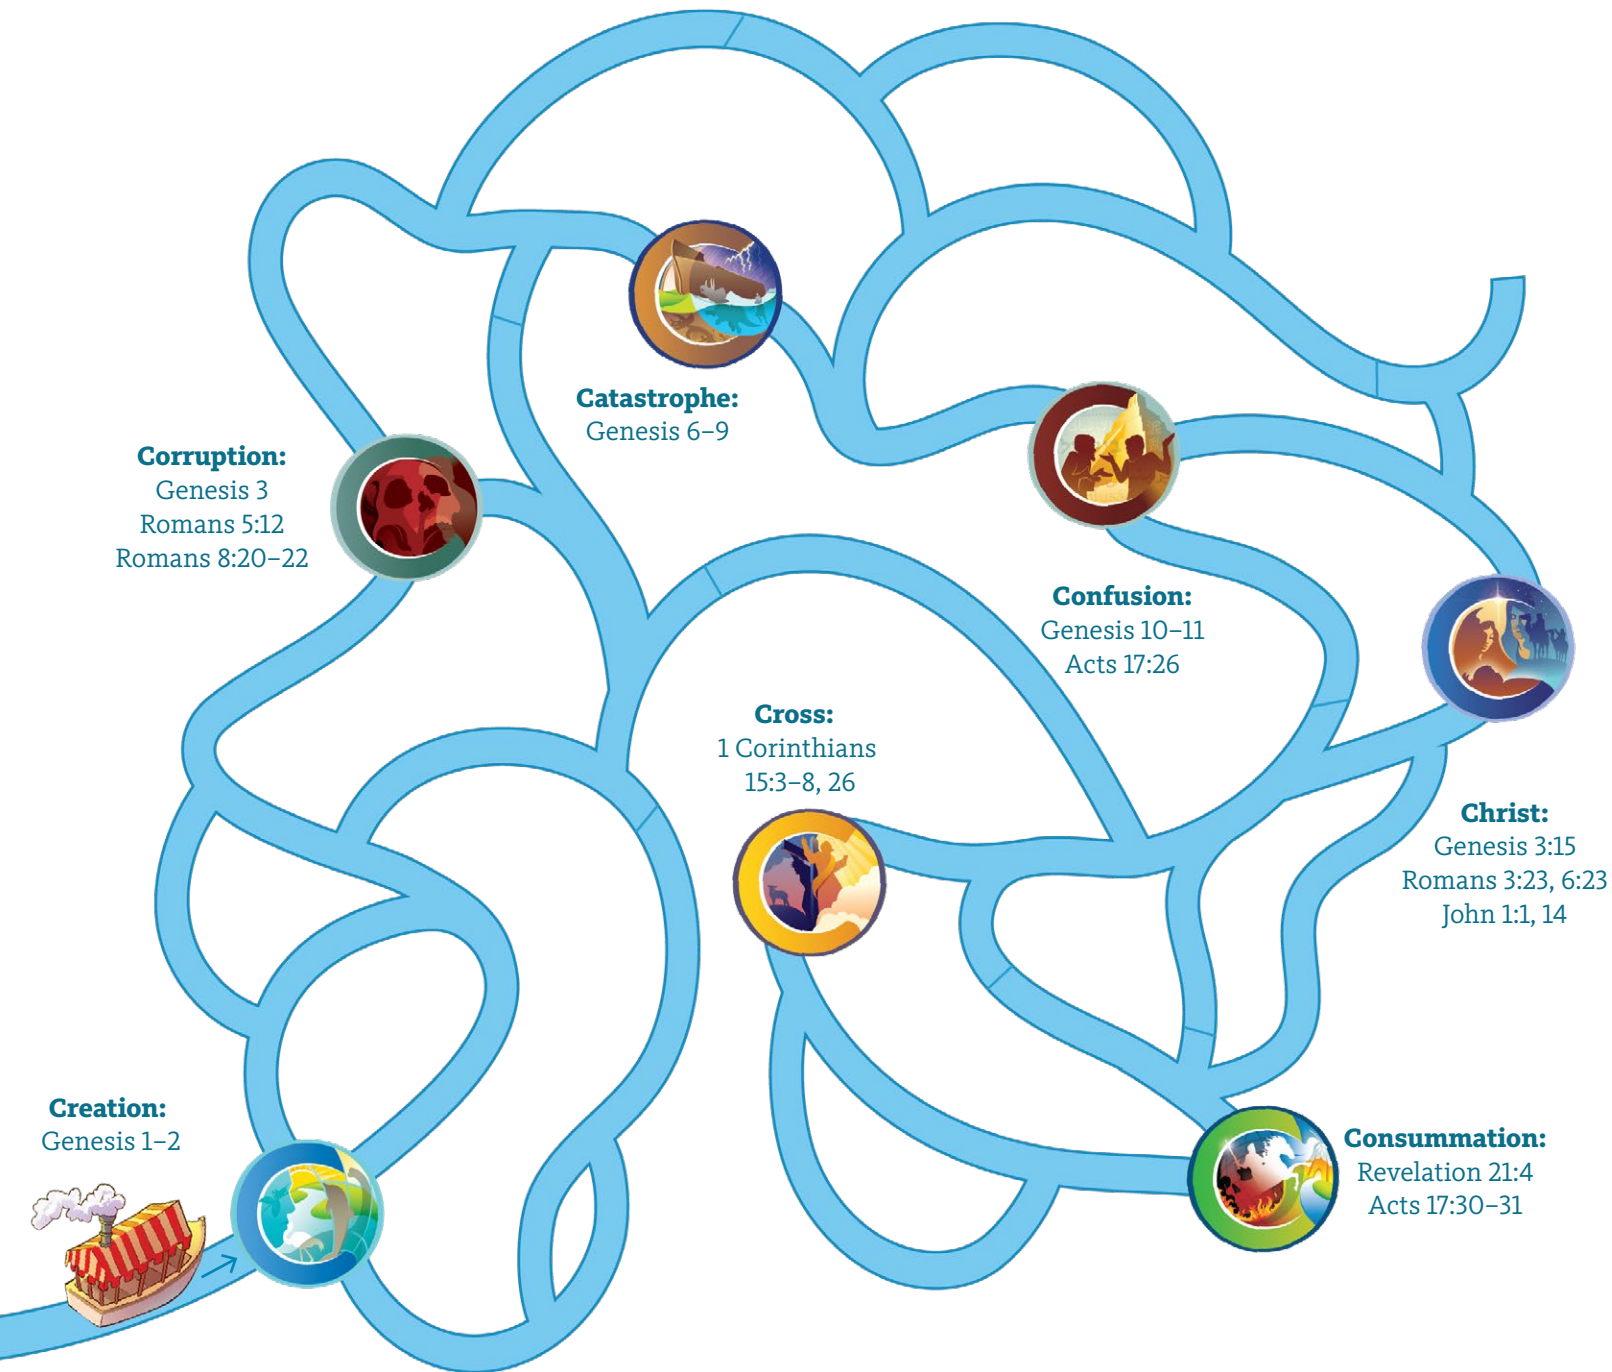 Catastrophe:
Genesis 6–9
Corruption:
Genesis 3
Romans 5:12
Romans 8:20–22
Confusion:
Genesis 10–11
Acts 17:26
Cross:
1 Corinthians
15:3–8, 26
Christ:
Genesis 3:15
Romans 3:23, 6:23
John 1:1, 14
Creation:
Genesis 1–2
Consummation:
Revelation 21:4
Acts 17:30–31